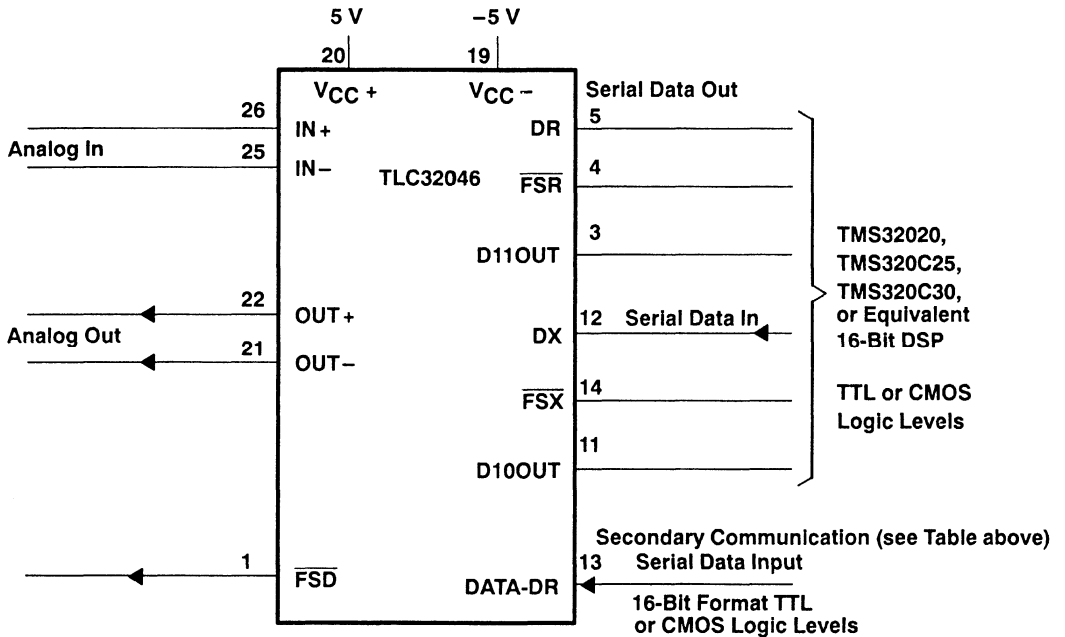 5 V
−5 V
20
19
VCC +
VCC −
Serial Data Out
26
IN+
DR
5
Analog In
25
IN−
TLC32046
FSR
4
D11OUT
3
TMS32020,
TMS320C25,
TMS320C30,
or Equivalent
16-Bit DSP
22
OUT+
DX
12
Serial Data In
Analog Out
21
OUT−
FSX
14
TTL or CMOS
Logic Levels
D10OUT
11
Secondary Communication (see Table above)
1
FSD
DATA-DR
13
Serial Data Input
16-Bit Format TTL
or CMOS Logic Levels